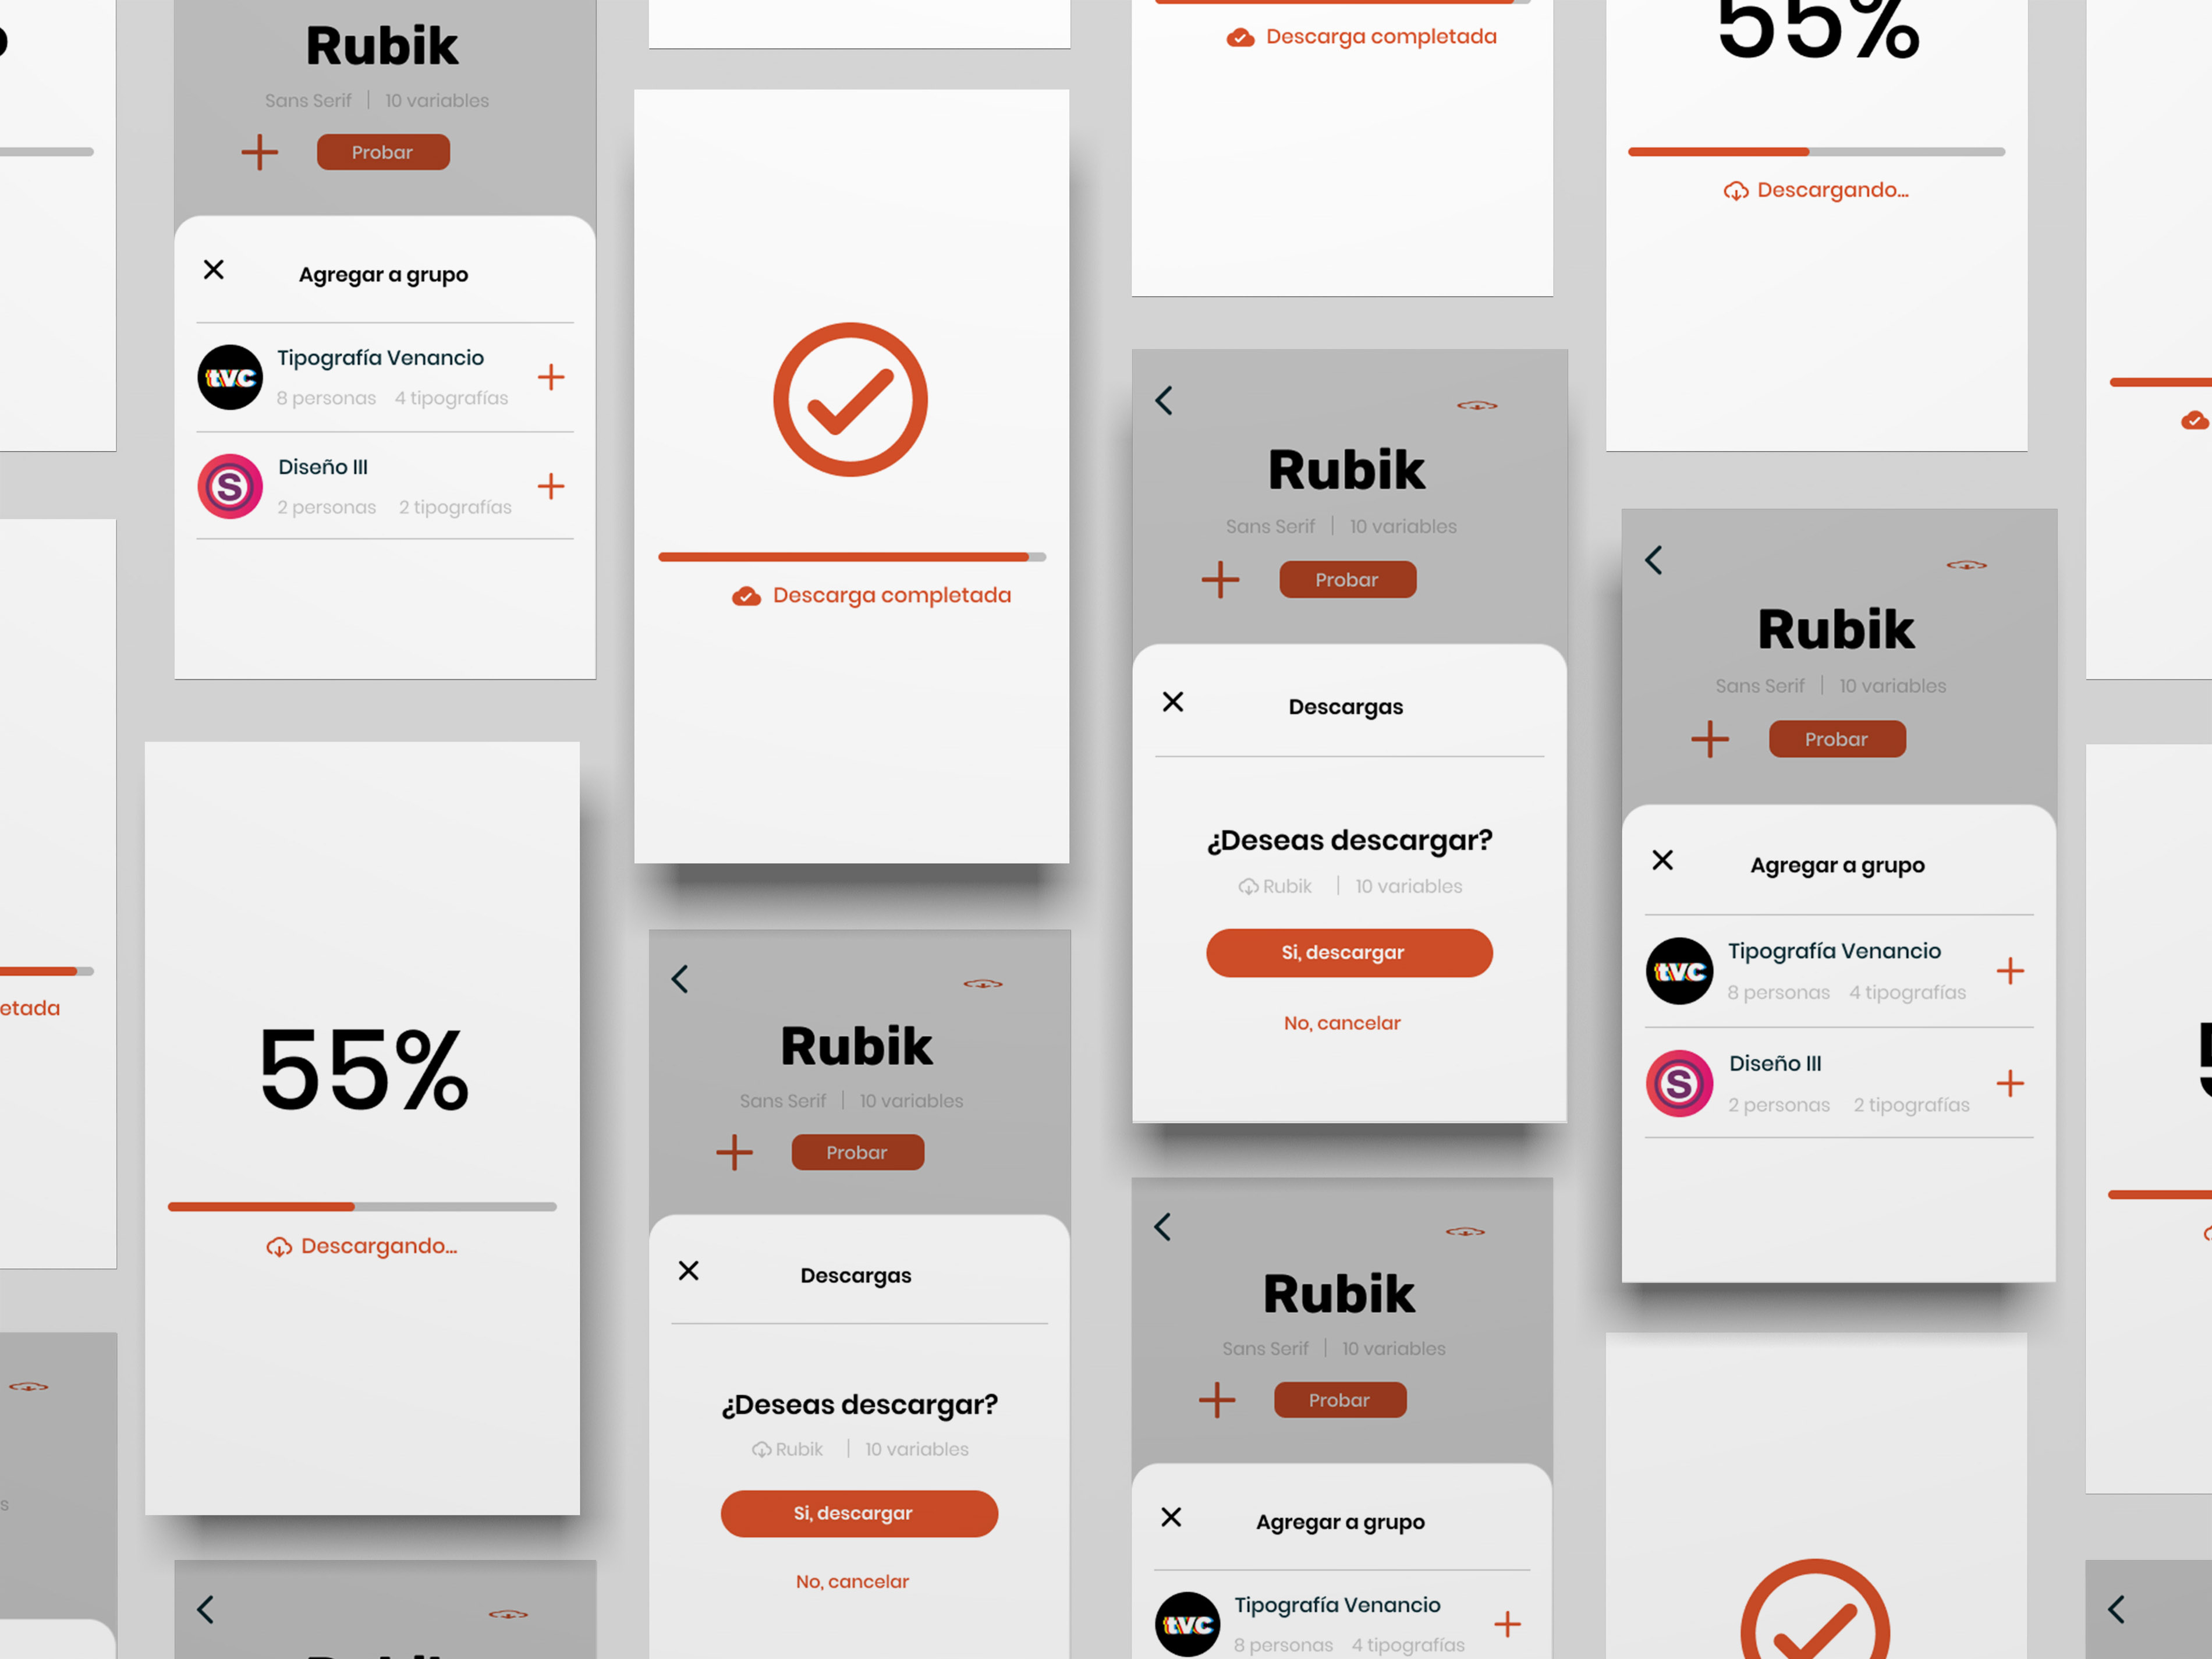 Rubik
Sans Serif | 10 variables
Probar
Agregar a grupo
Tipografía Venancio
8 personas 4 tipografías
Diseño III
2 personas 2 tipografías
55%
Descargando...
Descarga completada
Rubik
Sans Serif | 10 variables
Probar
Descargas
¿Deseas descargar?
Rubik | 10 variables
Si, descargar
No, cancelar
Descarga completada
Rubik
Sans Serif | 10 variables
Probar
Descargas
¿Deseas descargar?
Rubik | 10 variables
Si, descargar
No, cancelar
Rubik
Sans Serif | 10 variables
Probar
Agregar a grupo
tvc
Tipografía Venancio
8 personas 4 tipografías
55%
Descargando...
Rubik
Sans Serif | 10 variables
Probar
Agregar a grupo
tvc
Tipografía Venancio
8 personas 4 tipografías
S
Diseño III
2 personas 2 tipografías
etada